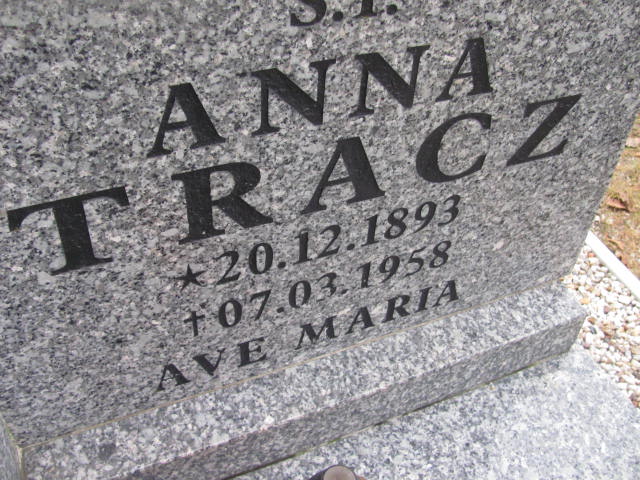 S.P.
ANNA
TRACZ
★20.12.1893
†07.03.1958
AVE MARIA